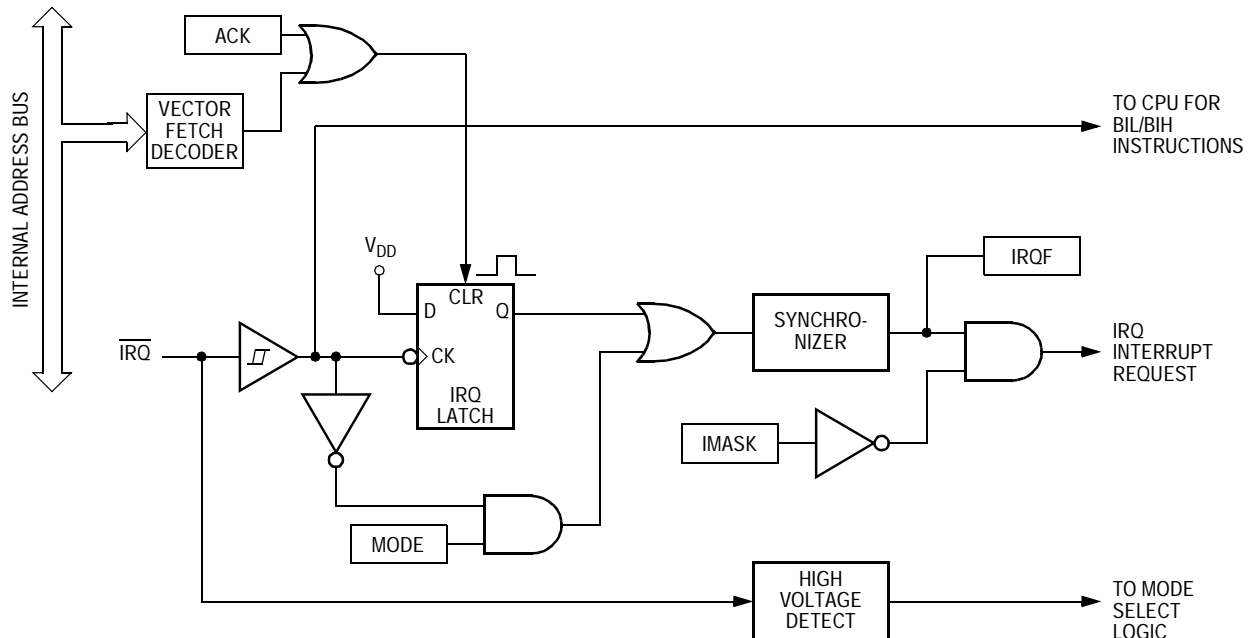 INTERNAL ADDRESS BUS
ACK
VECTOR
FETCH
DECODER
TO CPU FOR
BIL/BIH
INSTRUCTIONS
VDD
CLR
D
Q
CK
IRQ
LATCH
IRQ
SYNCHRO-
NIZER
IRQF
IRQ
INTERRUPT
REQUEST
IMASK
MODE
HIGH
VOLTAGE
DETECT
TO MODE
SELECT
LOGIC